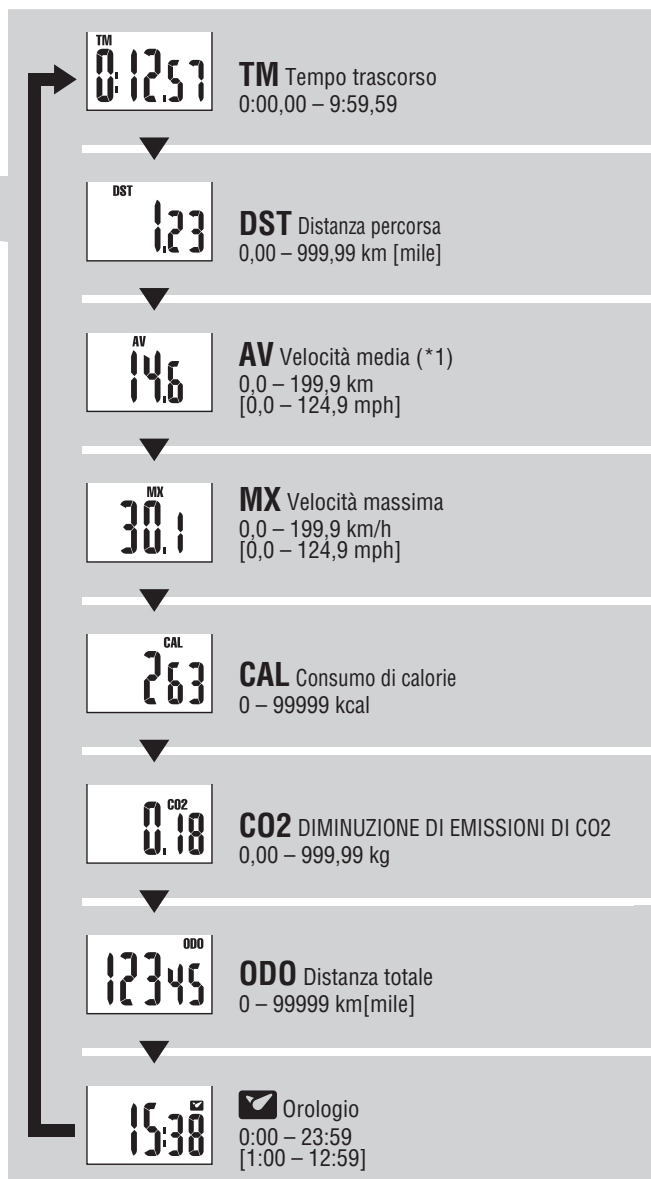 TM
0:12.57
TM Tempo trascorso
0:00,00 – 9:59,59
DST
1.23
DST Distanza percorsa
0,00 – 999,99 km [mile]
AV
14.6
AV Velocità media (*1)
0,0 – 199,9 km
[0,0 – 124,9 mph]
MX
30.1
MX Velocità massima
0,0 – 199,9 km/h
[0,0 – 124,9 mph]
CAL
263
CAL Consumo di calorie
0 – 99999 kcal
CO2
0.18
CO2 DIMINUZIONE DI EMISSIONI DI CO2
0,00 – 999,99 kg
ODO
12345
ODO Distanza totale
0 – 99999 km[mile]
15:38
Orologio
0:00 – 23:59
[1:00 – 12:59]